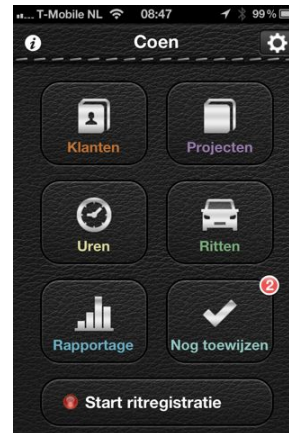 T-Mobile NL 08:47 99%
Coen
Klanten Projecten
Uren Ritten
2
Rapportage Nog toewijzen
Start ritregistratie